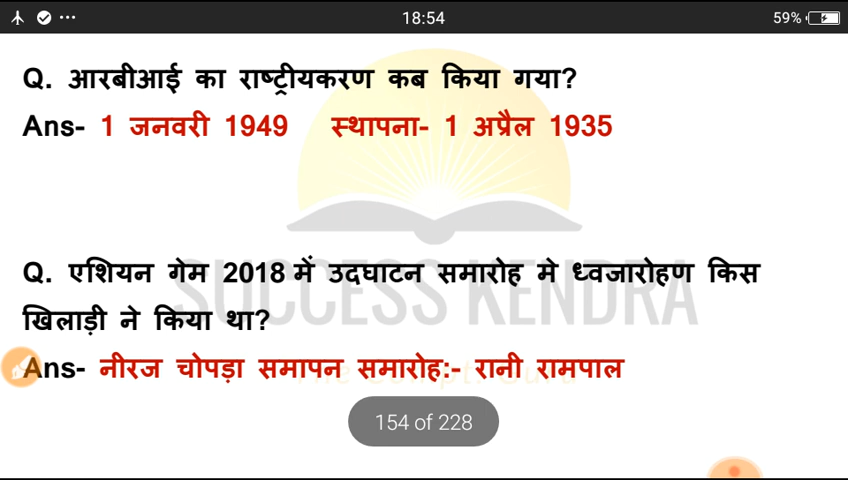 18:54
59%
Q. आरबीआई का राष्ट्रीयकरण कब किया गया?
Ans- 1 जनवरी 1949 स्थापना- 1 अप्रैल 1935
Q. एशियन गेम 2018 में उदघाटन समारोह मे ध्वजारोहण किस
खिलाड़ी ने किया था?
SUCCESS KENDRA
Ans- नीरज चोपड़ा समापन समारोह:- रानी रामपाल
154 of 228